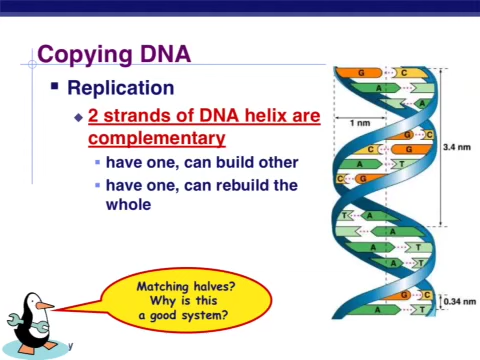 Copying DNA
Replication
2 strands of DNA helix are
complementary
have one, can build other
have one, can rebuild the
whole
Matching halves?
Why is this
a good system?
y
G C
A
A
1 nm
G C
C G
A T
C G
3.4 nm
T A
A
A T
A
G C
0.34 nm
A T